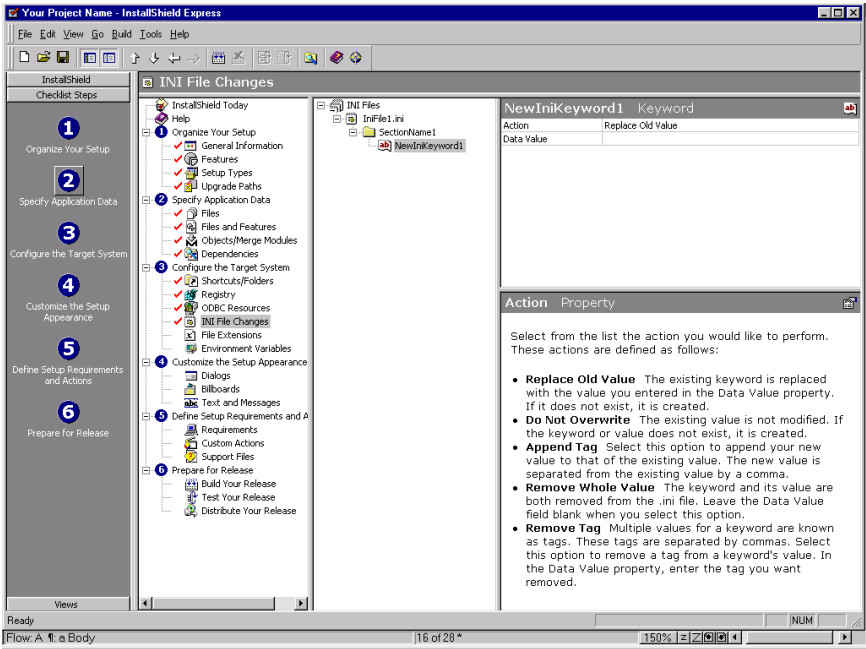 Your Project Name - InstallShield Express
File Edit View Go Build Tools Help
InstallShield
Checklist Steps
1
Organize Your Setup
2
Specify Application Data
3
Configure the Target System
4
Customize the Setup
Appearance
5
Define Setup Requirements
and Actions
6
Prepare for Release
Views
INI File Changes
InstallShield Today
Help
1 Organize Your Setup
General Information
Features
Setup Types
Upgrade Paths
2 Specify Application Data
Files
Files and Features
Objects/Merge Modules
Dependencies
3 Configure the Target System
Shortcuts/Folders
Registry
ODBC Resources
INI File Changes
File Extensions
Environment Variables
4 Customize the Setup Appearance
Dialogs
Billboards
abc Text and Messages
5 Define Setup Requirements and A
Requirements
Custom Actions
Support Files
6 Prepare for Release
Build Your Release
Test Your Release
Distribute Your Release
INI Files
IniFile1.ini
SectionName1
ab NewIniKeyword1
NewIniKeyword1 Keyword ab
Action Replace Old Value
Data Value
Action Property
Select from the list the action you would like to perform.
These actions are defined as follows:
• Replace Old Value The existing keyword is replaced
with the value you entered in the Data Value property.
If it does not exist, it is created.
• Do Not Overwrite The existing value is not modified. If
the keyword or value does not exist, it is created.
• Append Tag Select this option to append your new
value to that of the existing value. The new value is
separated from the existing value by a comma.
• Remove Whole Value The keyword and its value are
both removed from the .ini file. Leave the Data Value
field blank when you select this option.
• Remove Tag Multiple values for a keyword are known
as tags. These tags are separated by commas. Select
this option to remove a tag from a keyword's value. In
the Data Value property, enter the tag you want
removed.
Ready NUM
Flow: A ¶: a Body 16 of 28 * 150% z Z